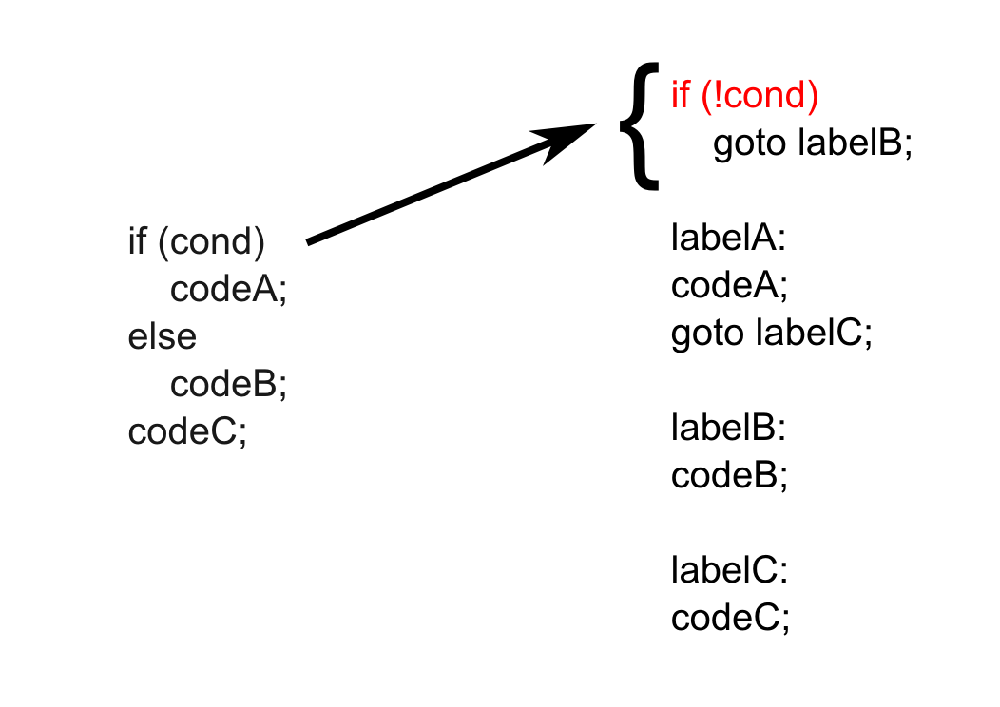 if (cond)
    codeA;
else
    codeB;
codeC;
{
if (!cond)
    goto labelB;
labelA:
codeA;
goto labelC;
labelB:
codeB;
labelC:
codeC;